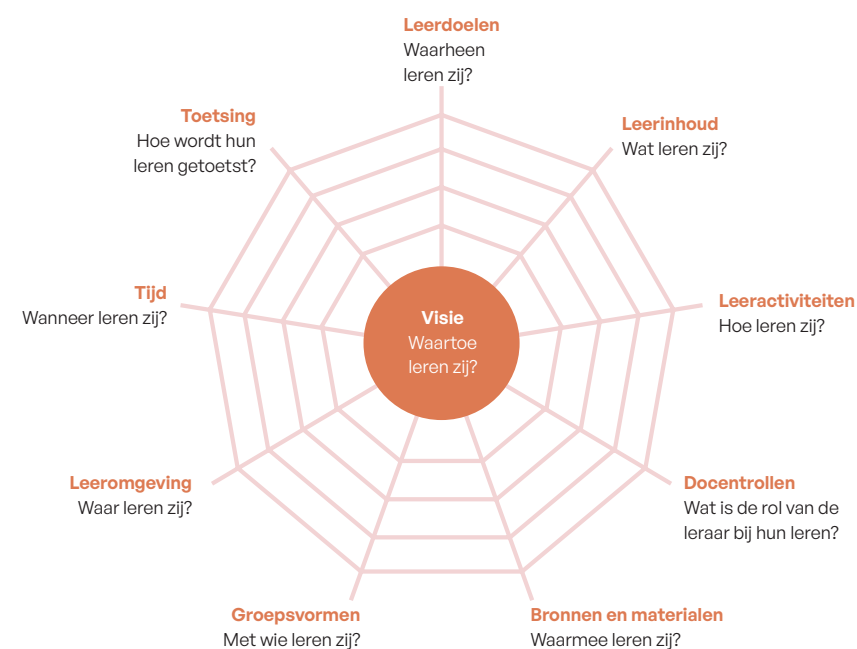 Leerdoelen
Waarheen
leren zij?
Leerinhoud
Wat leren zij?
Leeractiviteiten
Hoe leren zij?
Docentrollen
Wat is de rol van de
leraar bij hun leren?
Bronnen en materialen
Waarmee leren zij?
Groepsvormen
Met wie leren zij?
Leeromgeving
Waar leren zij?
Tijd
Wanneer leren zij?
Toetsing
Hoe wordt hun
leren getoetst?
Visie
Waartoe
leren zij?